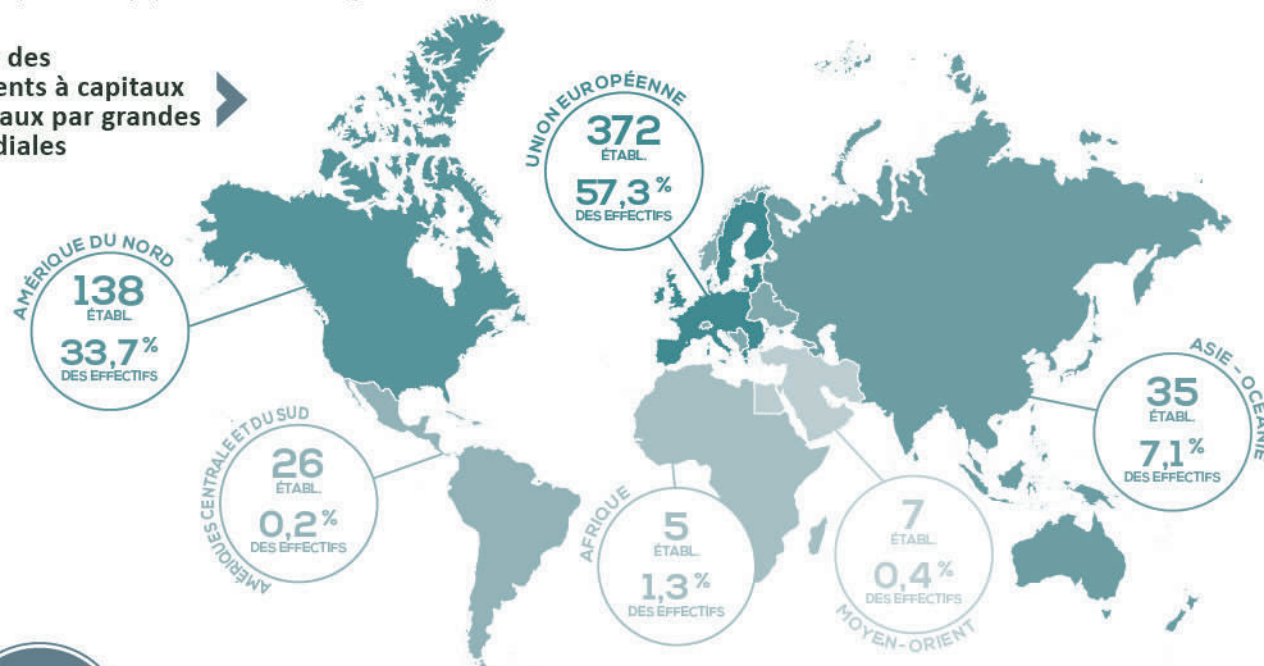 des
ents à capitaux
aux par grandes
diales
UNION EUROPÉENNE
372
ÉTABL.
57,3 %
DES EFFECTIFS
AMÉRIQUE DU NORD
138
ÉTABL.
33,7 %
DES EFFECTIFS
ASIE – OCÉANIE
35
ÉTABL.
7,1 %
DES EFFECTIFS
AMÉRIQUES CENTRALE ET DU SUD
26
ÉTABL.
0,2 %
DES EFFECTIFS
AFRIQUE
5
ÉTABL.
1,3 %
DES EFFECTIFS
7
ÉTABL.
0,4 %
DES EFFECTIFS
MOYEN-ORIENT